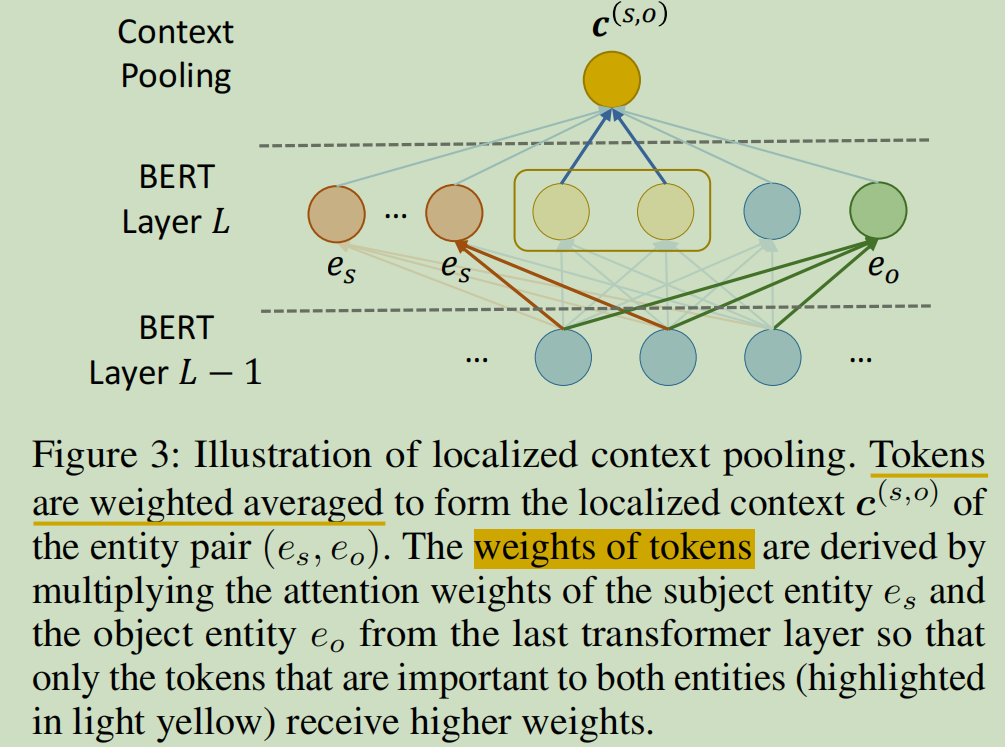 Context
Pooling
c^(s,o)
BERT
Layer L
...
e_s
e_s
e_o
BERT
Layer L − 1
...
...
Figure 3: Illustration of localized context pooling. Tokens
are weighted averaged to form the localized context c^(s,o) of
the entity pair (e_s, e_o). The weights of tokens are derived by
multiplying the attention weights of the subject entity e_s and
the object entity e_o from the last transformer layer so that
only the tokens that are important to both entities (highlighted
in light yellow) receive higher weights.